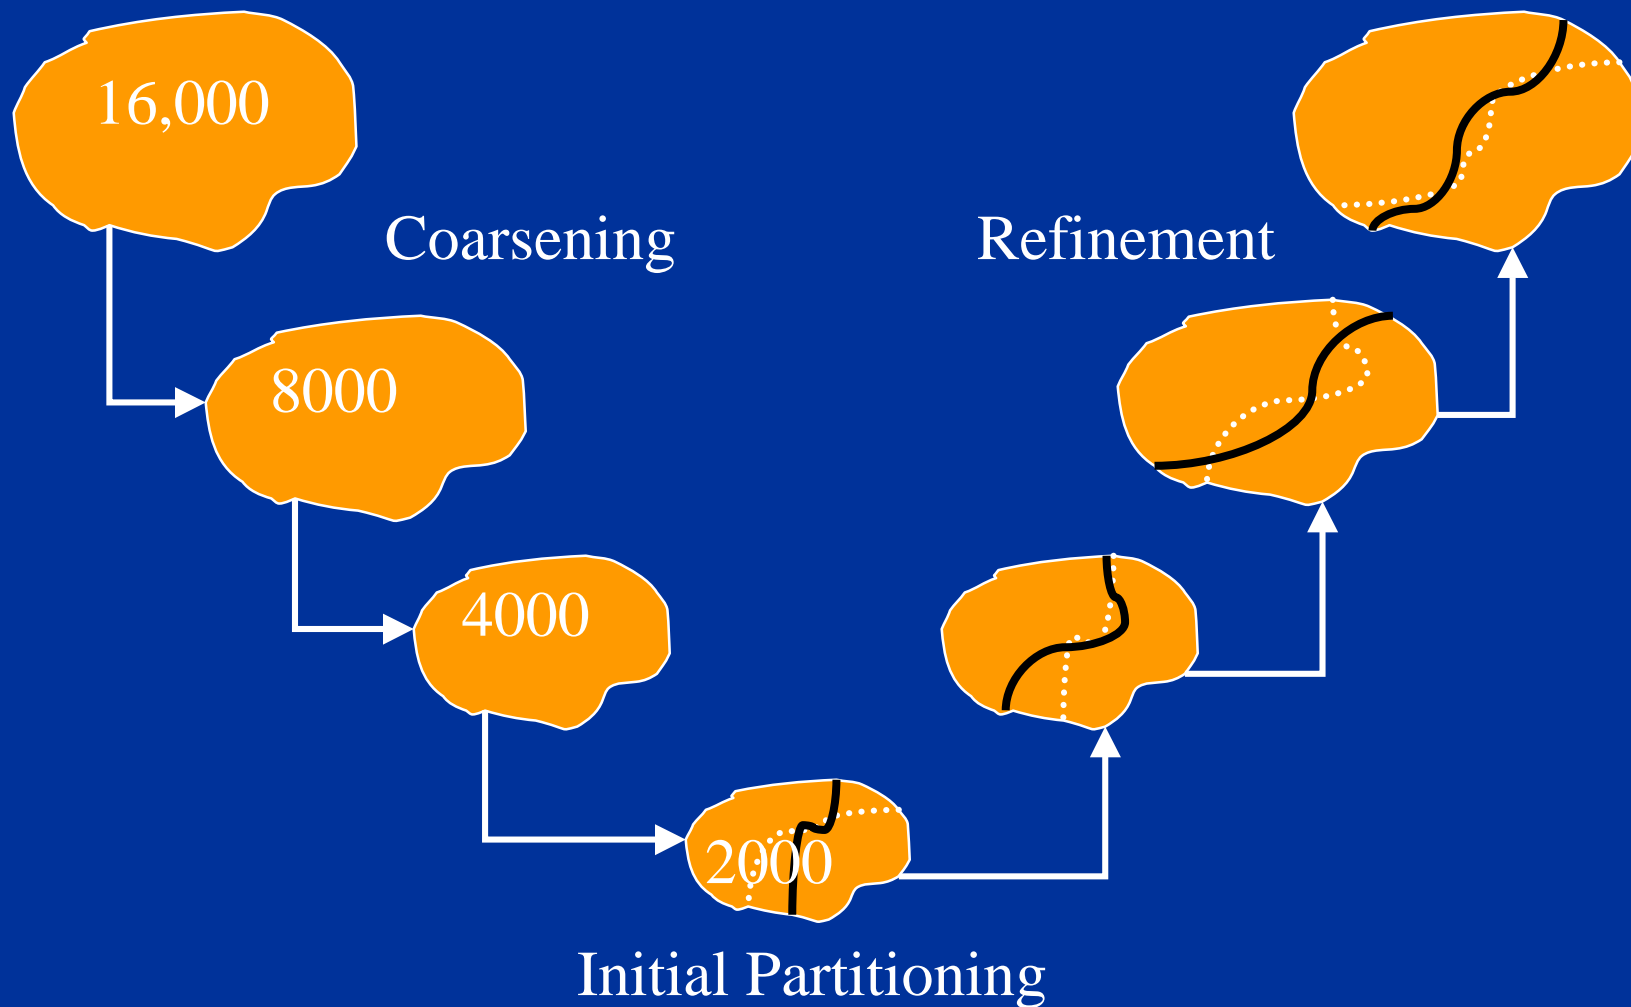 16,000
Coarsening
Refinement
8000
4000
2000
Initial Partitioning